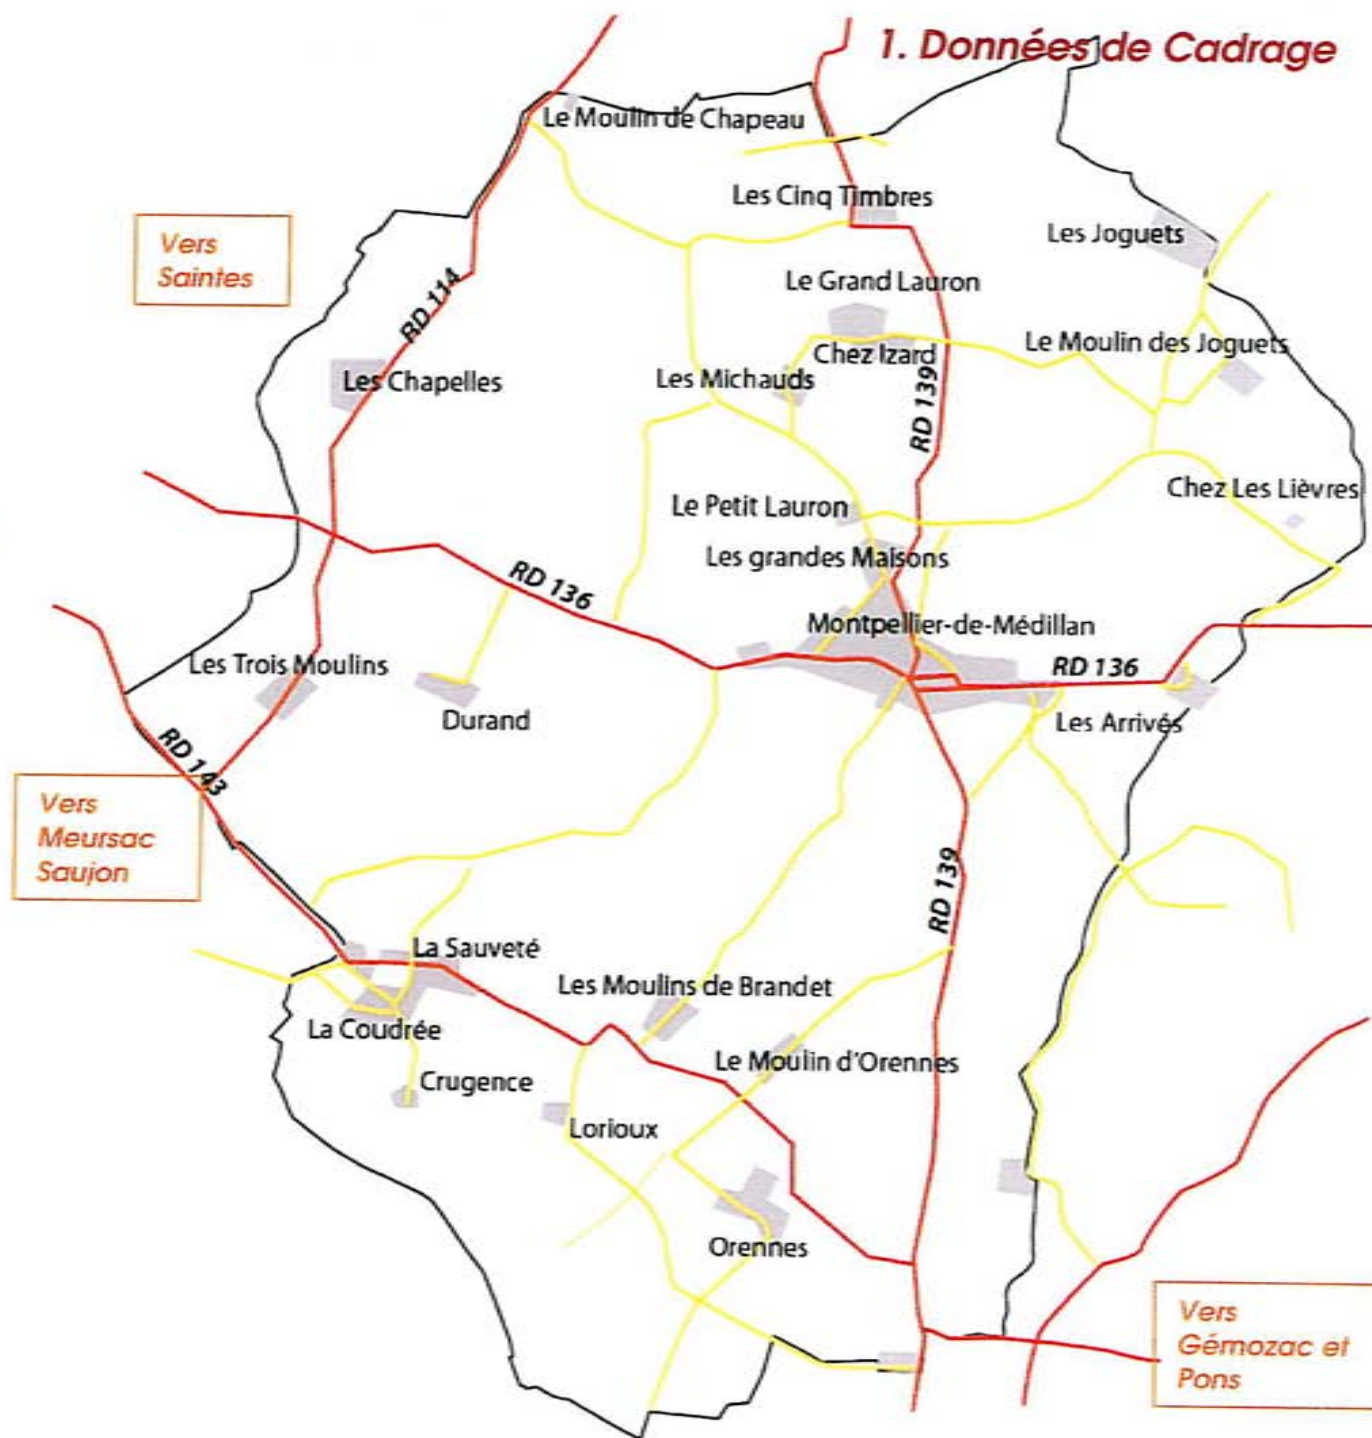 1. Données de Cadrage
Le Moulin de Chapeau
Les Cinq Timbres
Vers
Saintes
Les Joguets
RD 114
Le Grand Lauron
Le Moulin des Joguets
Chez Izard
Les Chapelles
Les Michauds
RD 139
Chez Les Lièvres
Le Petit Lauron
Les grandes Maisons
RD 136
Montpellier-de-Médillan
Les Trois Moulins
RD 136
Durand
Les Arrivés
RD 143
Vers
Meursac
Saujon
RD 139
La Sauveté
Les Moulins de Brandet
La Coudrée
Le Moulin d'Orennes
Crugence
Lorioux
Orennes
Vers
Gémozac et
Pons